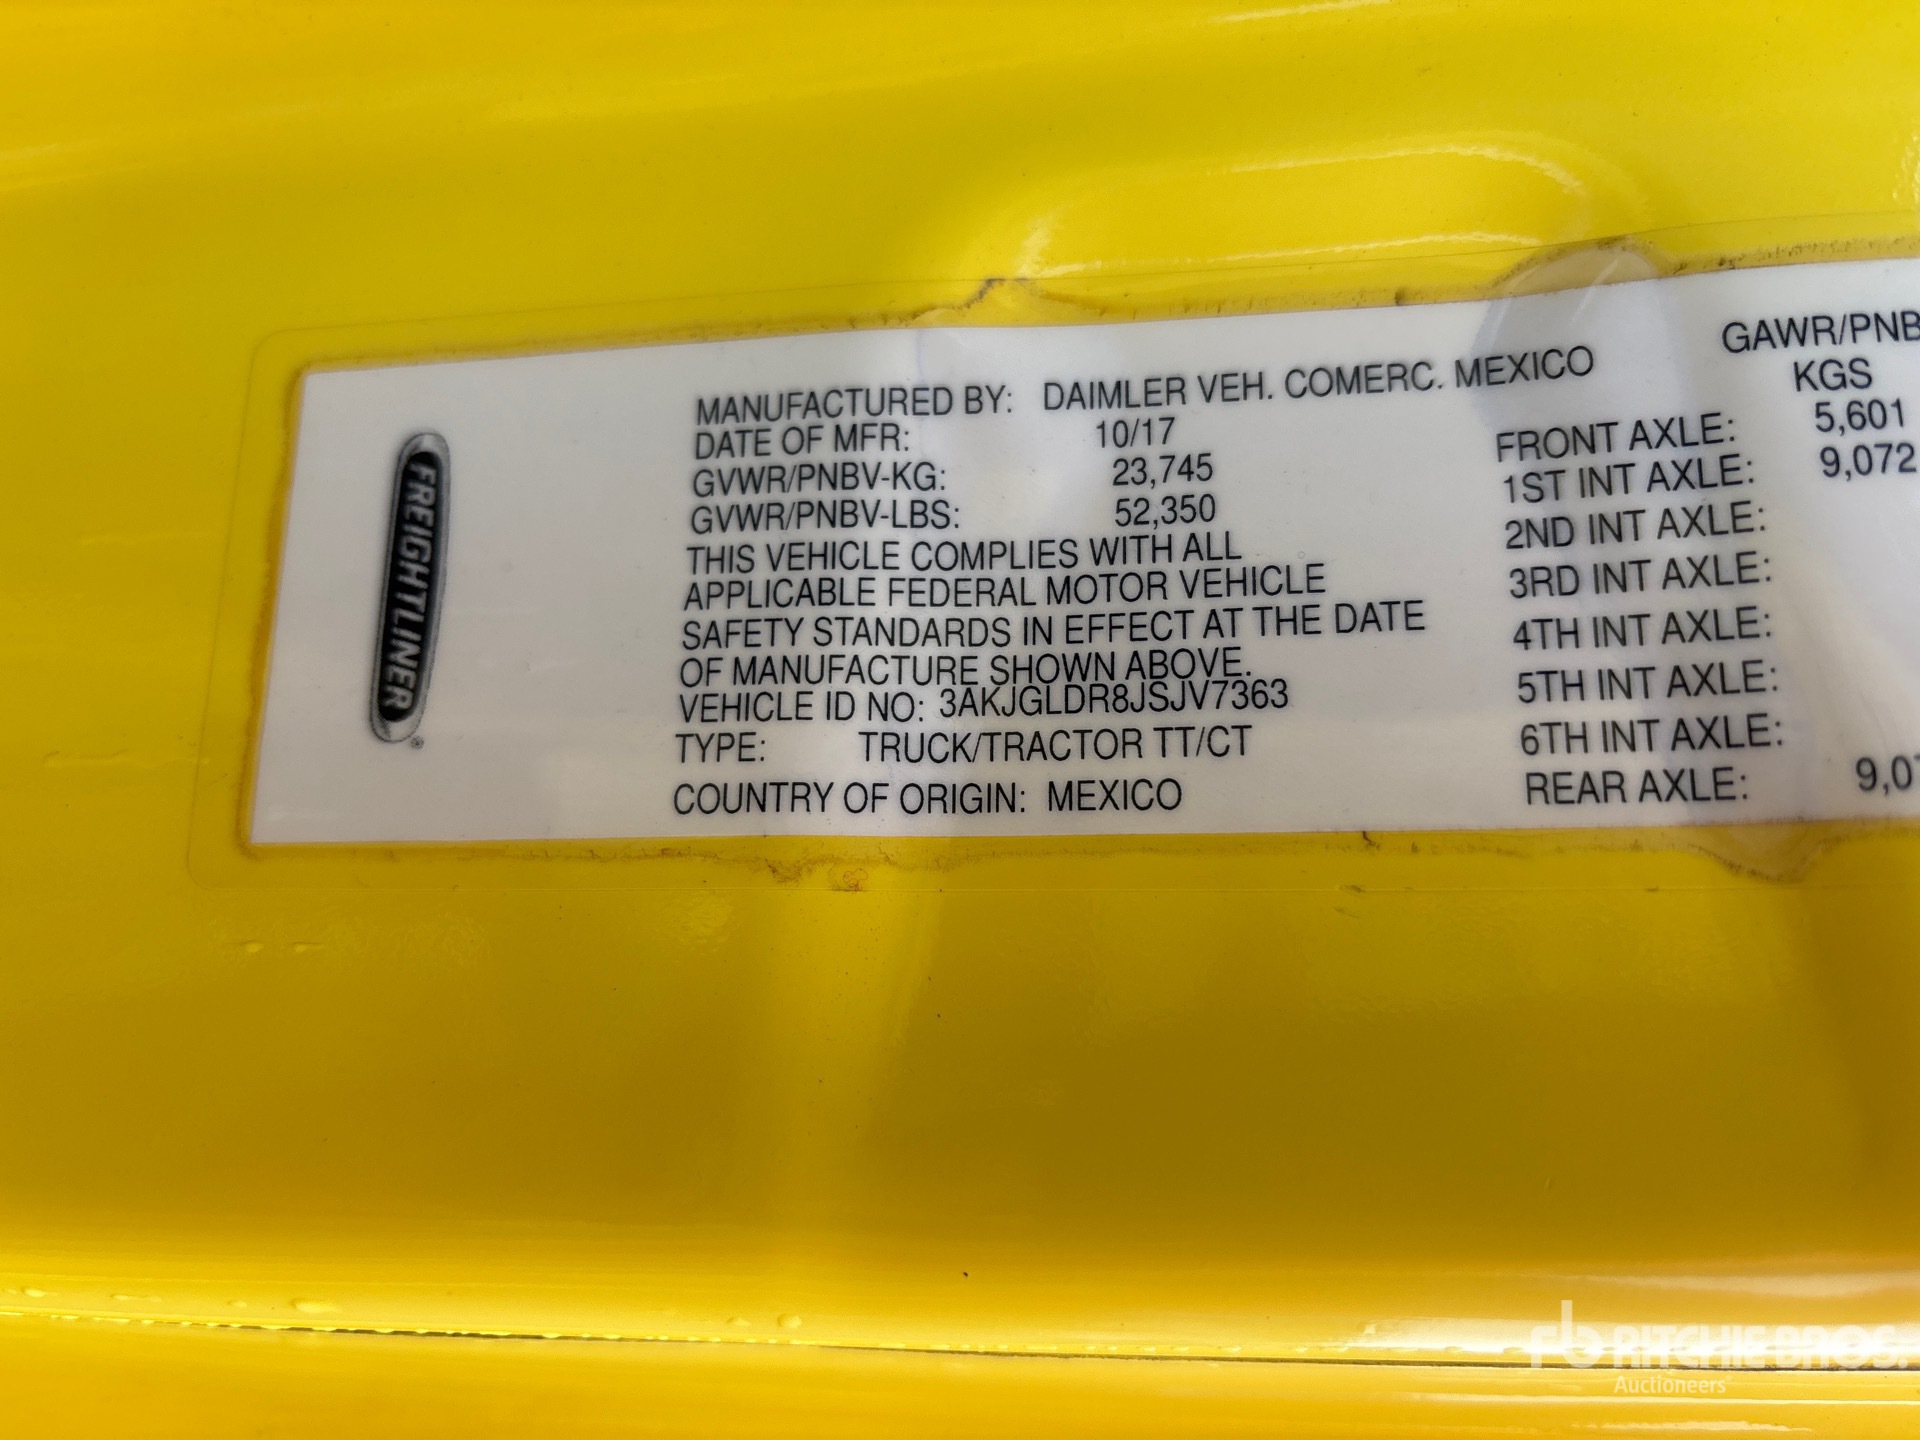 FREIGHTLINER
MANUFACTURED BY: DAIMLER VEH. COMERC. MEXICO
DATE OF MFR: 10/17
GVWR/PNBV-KG: 23,745
GVWR/PNBV-LBS: 52,350
THIS VEHICLE COMPLIES WITH ALL
APPLICABLE FEDERAL MOTOR VEHICLE
SAFETY STANDARDS IN EFFECT AT THE DATE
OF MANUFACTURE SHOWN ABOVE.
VEHICLE ID NO: 3AKJGLDR8JSJV7363
TYPE: TRUCK/TRACTOR TT/CT
COUNTRY OF ORIGIN: MEXICO
GAWR/PNB
KGS
FRONT AXLE: 5,601
1ST INT AXLE: 9,072
2ND INT AXLE:
3RD INT AXLE:
4TH INT AXLE:
5TH INT AXLE:
6TH INT AXLE:
REAR AXLE: 9,07
rb RITCHIE BROS.
Auctioneers